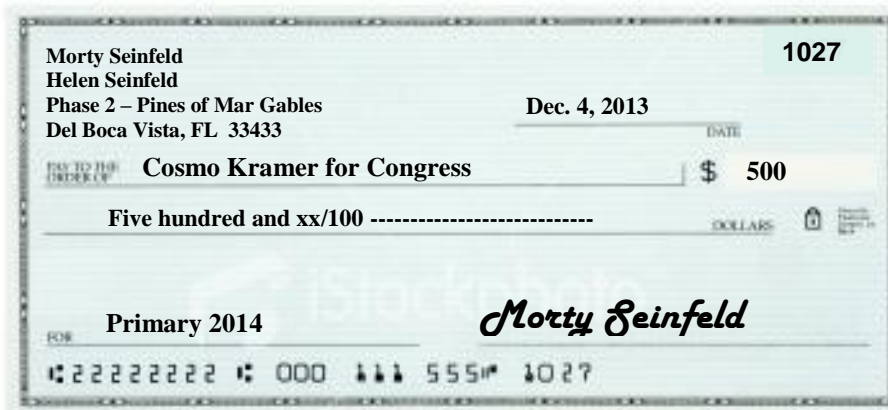 Morty Seinfeld
1027
Helen Seinfeld
Phase 2 – Pines of Mar Gables
Dec. 4, 2013
Del Boca Vista, FL 33433
DATE
PAY TO THE
ORDER OF Cosmo Kramer for Congress $ 500
Five hundred and xx/100 ----------------------------
DOLLARS
iStockphoto
FOR Primary 2014 Morty Seinfeld
⑆22222222 ⑆ 000 111 555⑈ 1027